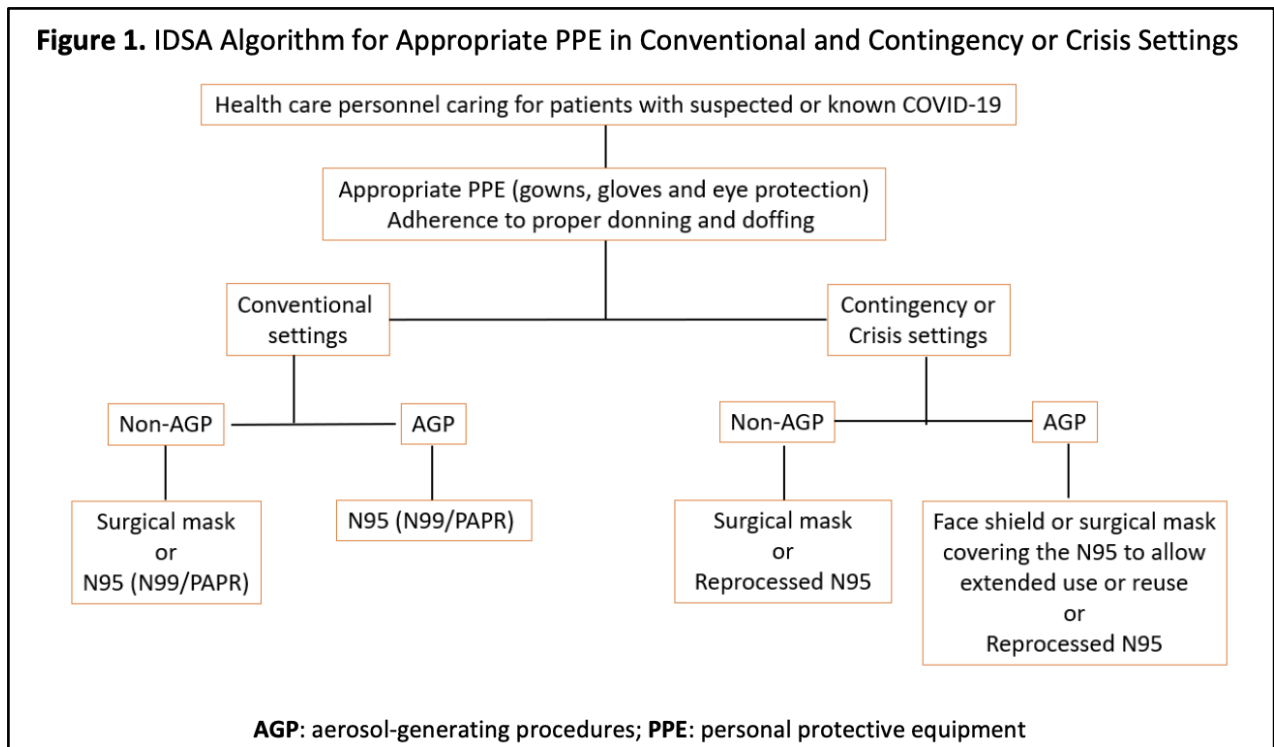 Figure 1. IDSA Algorithm for Appropriate PPE in Conventional and Contingency or Crisis Settings
Health care personnel caring for patients with suspected or known COVID-19
Appropriate PPE (gowns, gloves and eye protection)
Adherence to proper donning and doffing
Conventional
settings
Contingency or
Crisis settings
Non-AGP
AGP
Non-AGP
AGP
Surgical mask
or
N95 (N99/PAPR)
N95 (N99/PAPR)
Surgical mask
or
Reprocessed N95
Face shield or surgical mask
covering the N95 to allow
extended use or reuse
or
Reprocessed N95
AGP: aerosol-generating procedures; PPE: personal protective equipment